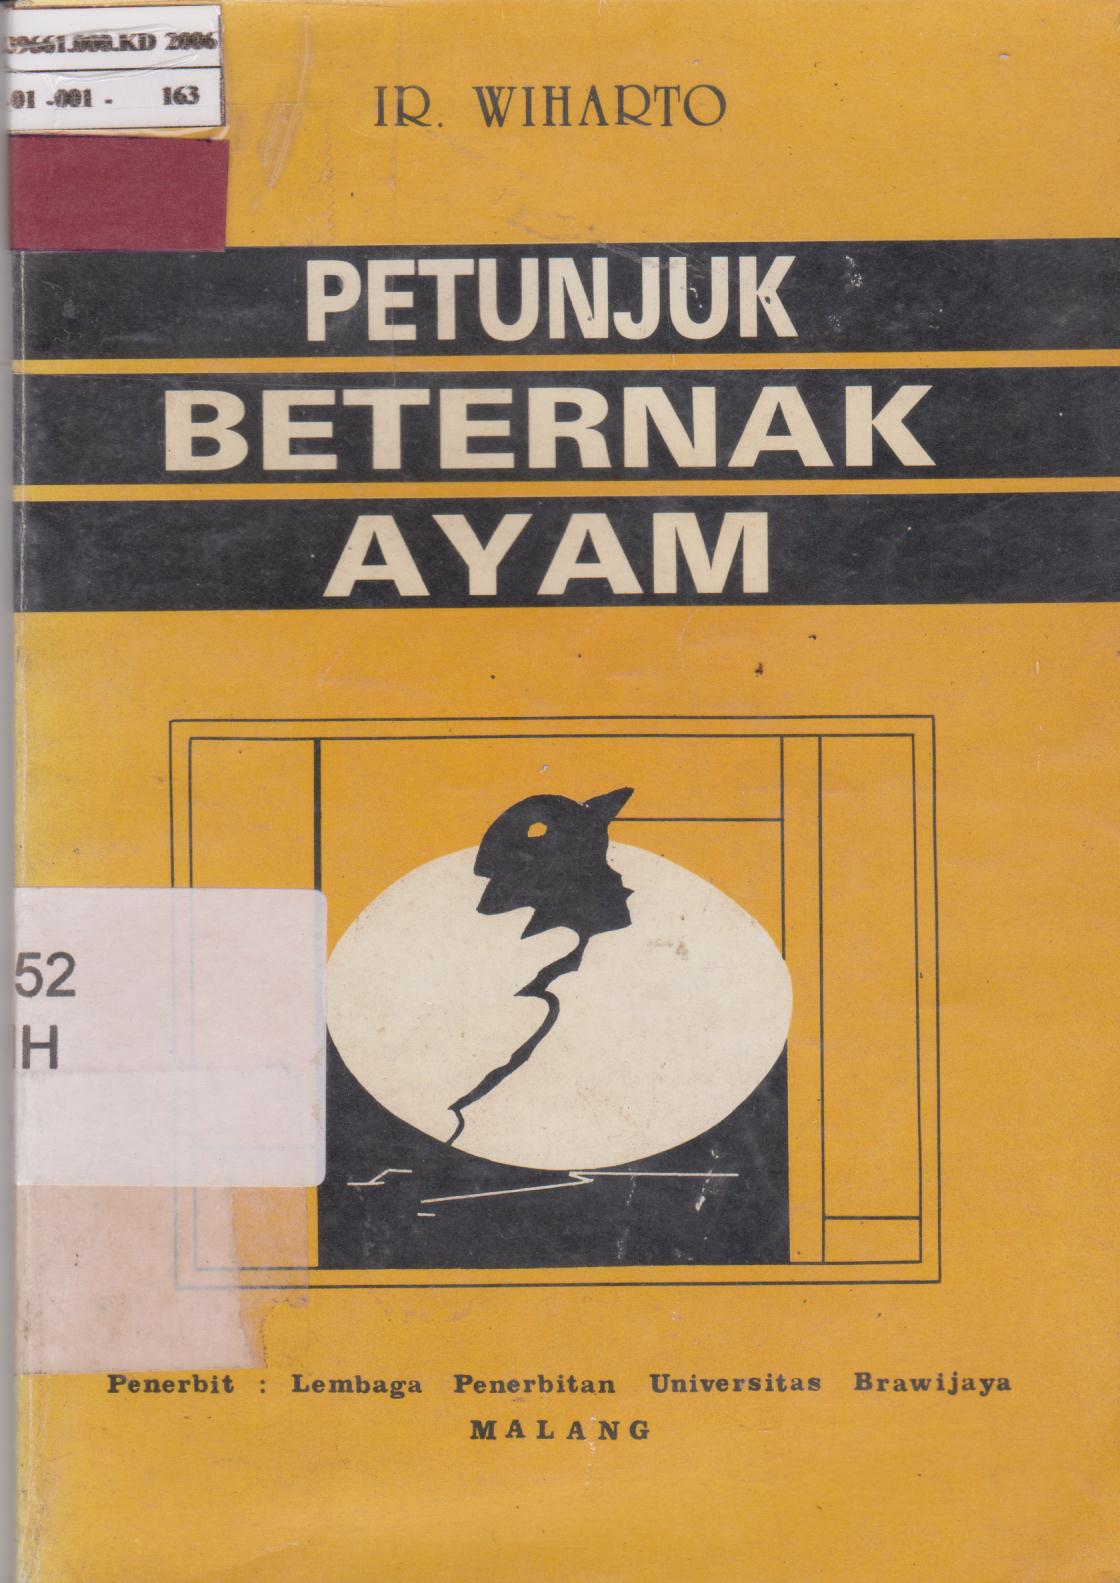 39661.000.KD 2006
-01 -001 - 163
IR. WIHARTO
PETUNJUK
BETERNAK
AYAM
52
IH
Penerbit : Lembaga Penerbitan Universitas Brawijaya
MALANG